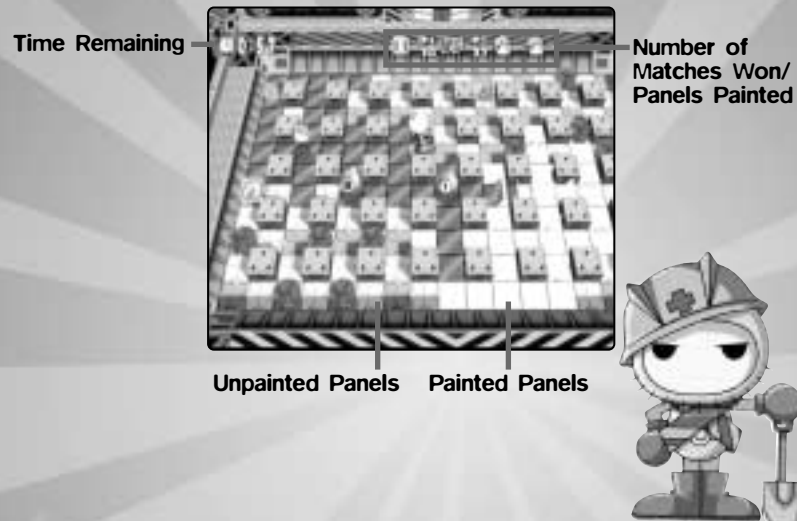 Time Remaining
Number of
Matches Won/
Panels Painted
Unpainted Panels
Painted Panels